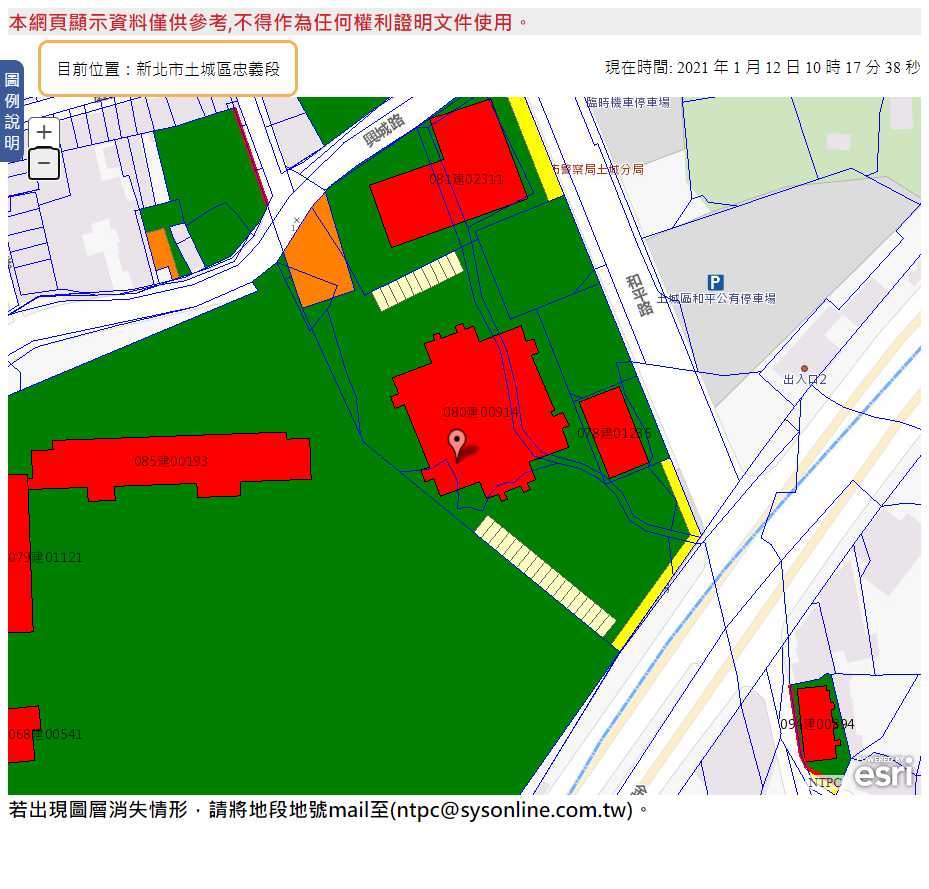 本網頁顯示資料僅供參考,不得作為任何權利證明文件使用。
目前位置：新北市土城區忠義段
現在時間: 2021 年 1 月 12 日 10 時 17 分 38 秒
圖例說明
+
−
臨時機車停車場
興城路
市警察局土城分局
081建02311
和平路
P
土城區和平公有停車場
出入口2
080建00914
078建01235
085建00193
079建01121
068建00541
094建00894
POWERED BY
esri
NTPC
若出現圖層消失情形，請將地段地號mail至(ntpc@sysonline.com.tw)。